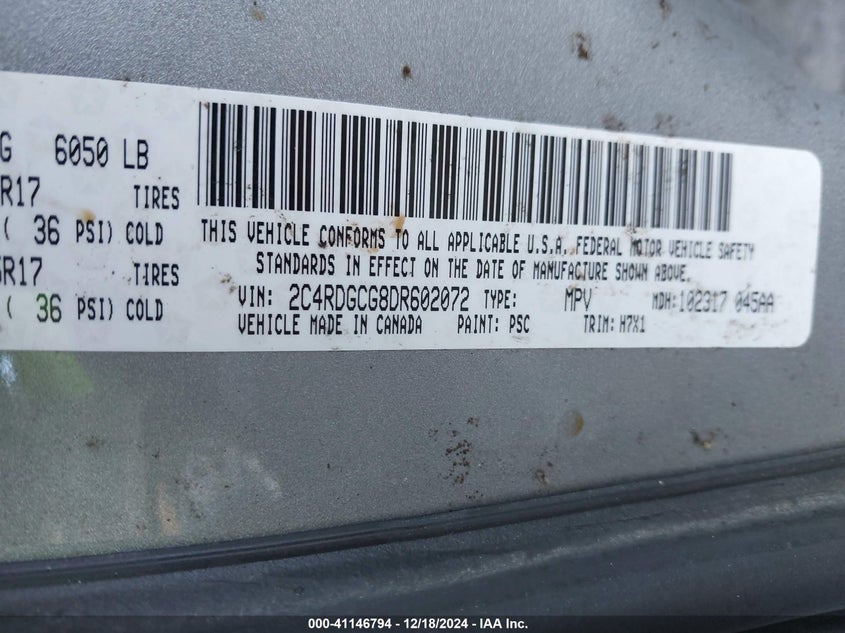 G 6050 LB
R17 TIRES
( 36 PSI) COLD
5R17 TIRES
( 36 PSI) COLD
THIS VEHICLE CONFORMS TO ALL APPLICABLE U.S.A. FEDERAL MOTOR VEHICLE SAFETY
STANDARDS IN EFFECT ON THE DATE OF MANUFACTURE SHOWN ABOVE.
VIN: 2C4RDGCG8DR602072 TYPE: MPV MDH:102317 045AA
VEHICLE MADE IN CANADA PAINT: PSC TRIM: H7X1
000-41146794 - 12/18/2024 - IAA Inc.